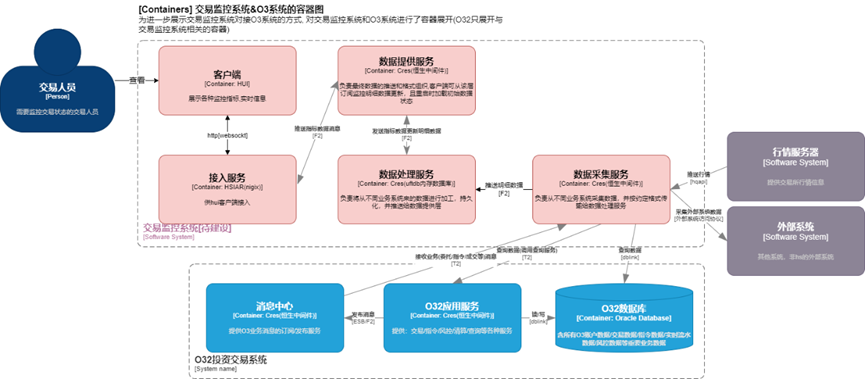 [Containers] 交易监控系统&O3系统的容器图
为进一步展示交易监控系统对接O3系统的方式, 对交易监控系统和O3系统进行了容器展开(O32只展开与
交易监控系统相关的容器)
交易人员
[Person]
需要监控交易状态的交易人员
查看
客户端
[Container: HUI]
展示各种监控指标,实时信息
数据提供服务
[Container: Cres(恒生中间件)]
负责最终数据的推送和格式组织,客户端可从该层
订阅监控明细数据更新，且重启时加载初始数据
状态
http[websockt]
推送指标数据消息
[F2]
发送指标数据更新明细数据
[F2]
接入服务
[Container: HSIAR(nigix)]
供hui客户端接入
数据处理服务
[Container: Cres(uftdb内存数据库)]
负责将从不同业务系统来的数据进行加工，持久
化，并推送给数据提供层
推送明细数据
[F2]
数据采集服务
[Container: Cres(恒生中间件)]
负责从不同业务系统采集数据，并按约定格式传
输给数据处理服务
推送行情
[hsqp]
行情服务器
[Software System]
提供交易所行情信息
采集外部系统数据
[外部系统访问协议]
外部系统
[Software System]
其他系统，非hs的外部系统
交易监控系统[待建设]
[Software System]
接收业务(委托/指令/成交等)消息
[T2]
查询数据(调用查询服务)
[T2]
查询数据
[dblink]
消息中心
[Container: Cres(恒生中间件)]
提供O3业务消息的订阅/发布服务
发布消息
[ESB/F2]
O32应用服务
[Container: Cres(恒生中间件)]
提供：交易/指令/风控/清算/查询等各种服务
读/写
[dblink]
O32数据库
[Container: Oracle Database]
含所有O3账户数据/交易数据/指令数据/实时流水
数据/风控数据等重要业务数据
O32投资交易系统
[System name]